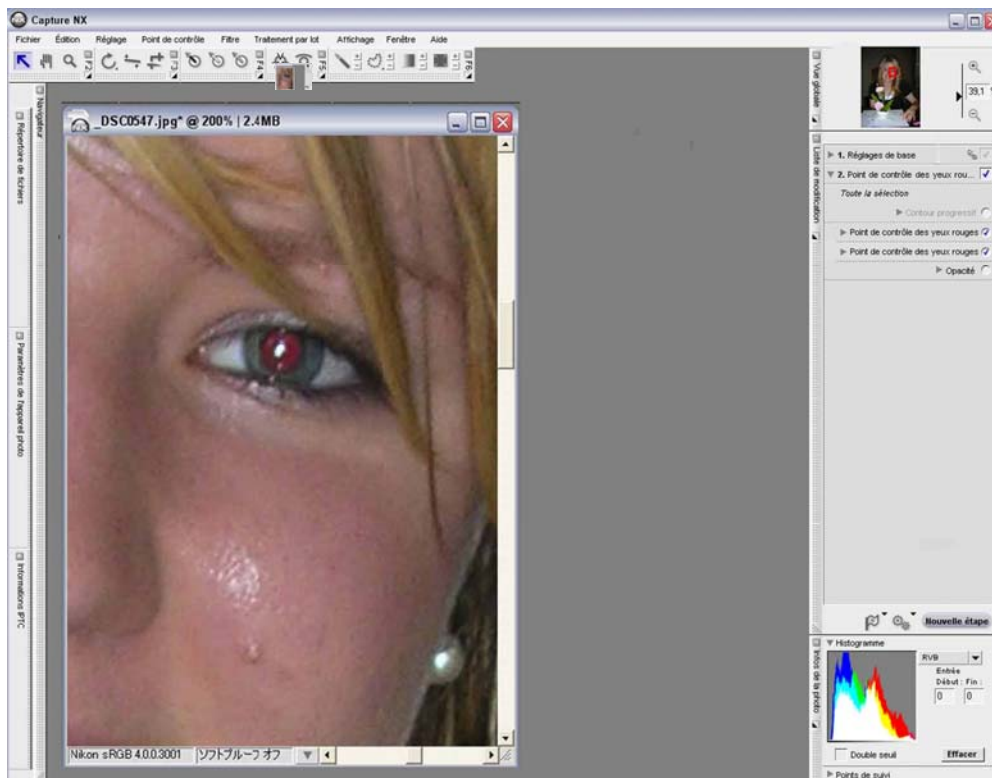 Capture NX
Fichier Édition Réglage Point de contrôle Filtre Traitement par lot Affichage Fenêtre Aide
F2 F3 F4 F5 F6
Navigateur
Répertoire de fichiers
Paramètres de l'appareil photo
Informations IPTC
_DSC0547.jpg* @ 200% | 2.4MB
Nikon sRGB 4.0.0.3001 ソフトプルーフ オフ
Vue globale
39,1
Liste de modification
1. Réglages de base
2. Point de contrôle des yeux rou...
Toute la sélection
Contour progressif
Point de contrôle des yeux rouges
Point de contrôle des yeux rouges
Opacité
Nouvelle étape
Infos de la photo
Histogramme
RVB
Entrée
Début : Fin :
0 0
Double seuil Effacer
Points de suivi